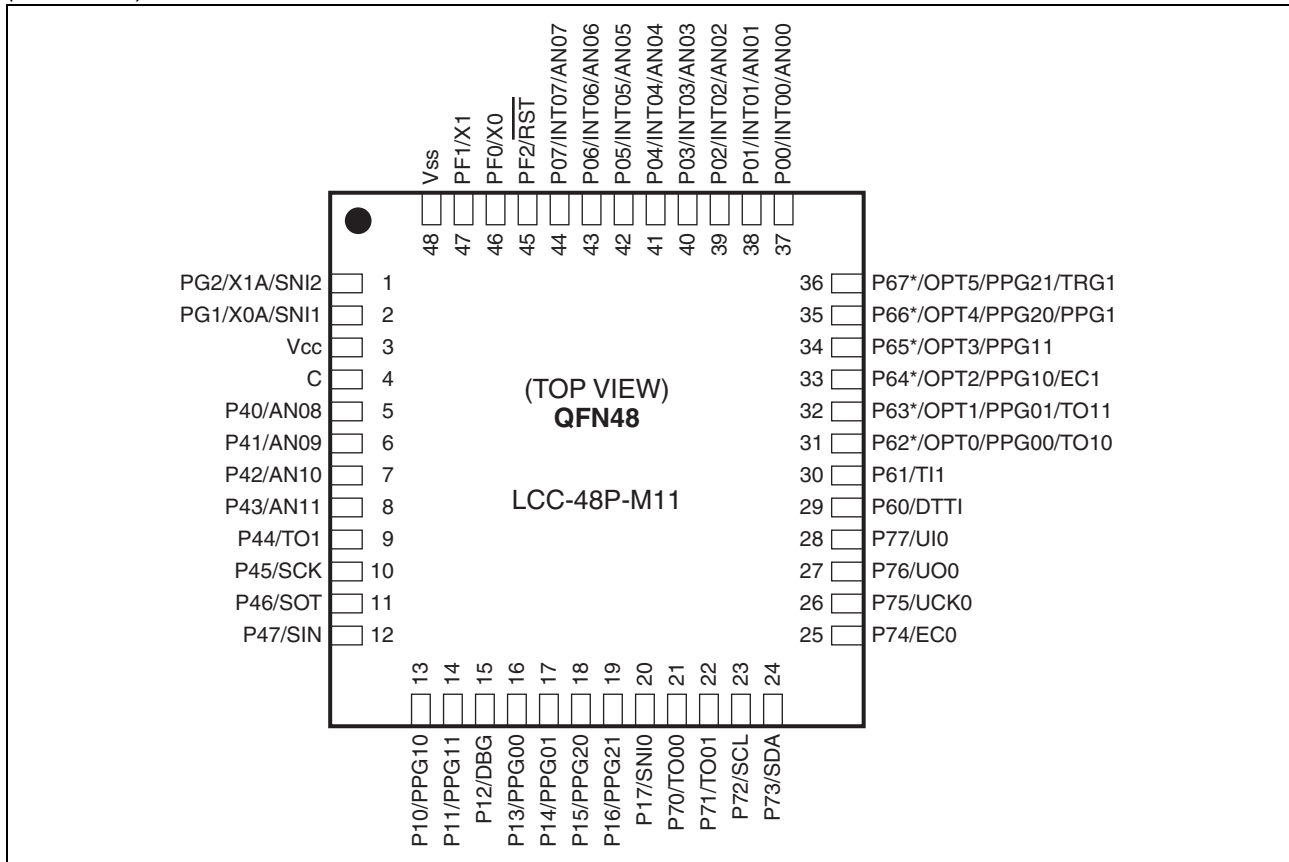 Vss
PF1/X1
PF0/X0
PF2/RST
P07/INT07/AN07
P06/INT06/AN06
P05/INT05/AN05
P04/INT04/AN04
P03/INT03/AN03
P02/INT02/AN02
P01/INT01/AN01
P00/INT00/AN00
48
47
46
45
44
43
42
41
40
39
38
37
PG2/X1A/SNI2 1
PG1/X0A/SNI1 2
Vcc 3
C 4
P40/AN08 5
P41/AN09 6
P42/AN10 7
P43/AN11 8
P44/TO1 9
P45/SCK 10
P46/SOT 11
P47/SIN 12
(TOP VIEW)
QFN48
LCC-48P-M11
36 P67*/OPT5/PPG21/TRG1
35 P66*/OPT4/PPG20/PPG1
34 P65*/OPT3/PPG11
33 P64*/OPT2/PPG10/EC1
32 P63*/OPT1/PPG01/TO11
31 P62*/OPT0/PPG00/TO10
30 P61/TI1
29 P60/DTTI
28 P77/UI0
27 P76/UO0
26 P75/UCK0
25 P74/EC0
13
14
15
16
17
18
19
20
21
22
23
24
P10/PPG10
P11/PPG11
P12/DBG
P13/PPG00
P14/PPG01
P15/PPG20
P16/PPG21
P17/SNI0
P70/TO00
P71/TO01
P72/SCL
P73/SDA